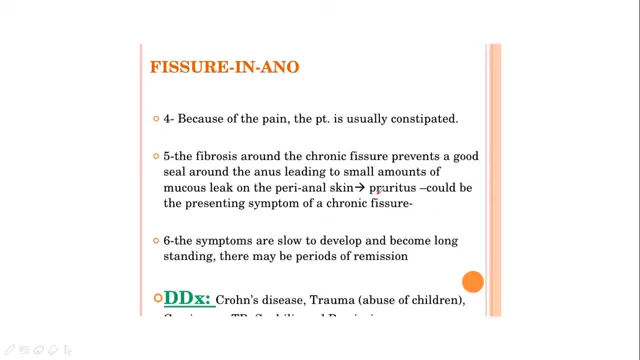 FISSURE-IN-ANO
4- Because of the pain, the pt. is usually constipated.
5-the fibrosis around the chronic fissure prevents a good
seal around the anus leading to small amounts of
mucous leak on the peri-anal skin→ pruritus –could be
the presenting symptom of a chronic fissure-
6-the symptoms are slow to develop and become long
standing, there may be periods of remission
DDx: Crohn's disease, Trauma (abuse of children),